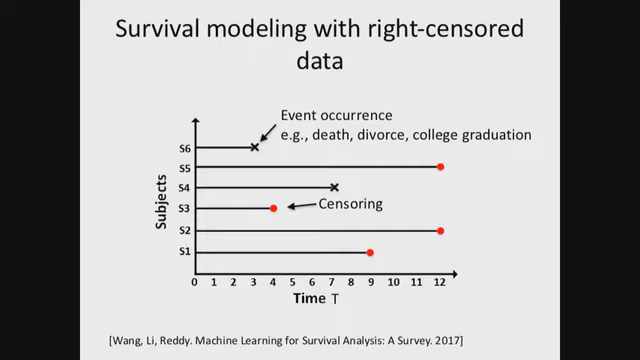 Survival modeling with right-censored
data
Event occurrence
e.g., death, divorce, college graduation
S6
S5
S4
S3
Censoring
S2
S1
Subjects
0 1 2 3 4 5 6 7 8 9 10 11 12
Time T
[Wang, Li, Reddy. Machine Learning for Survival Analysis: A Survey. 2017]